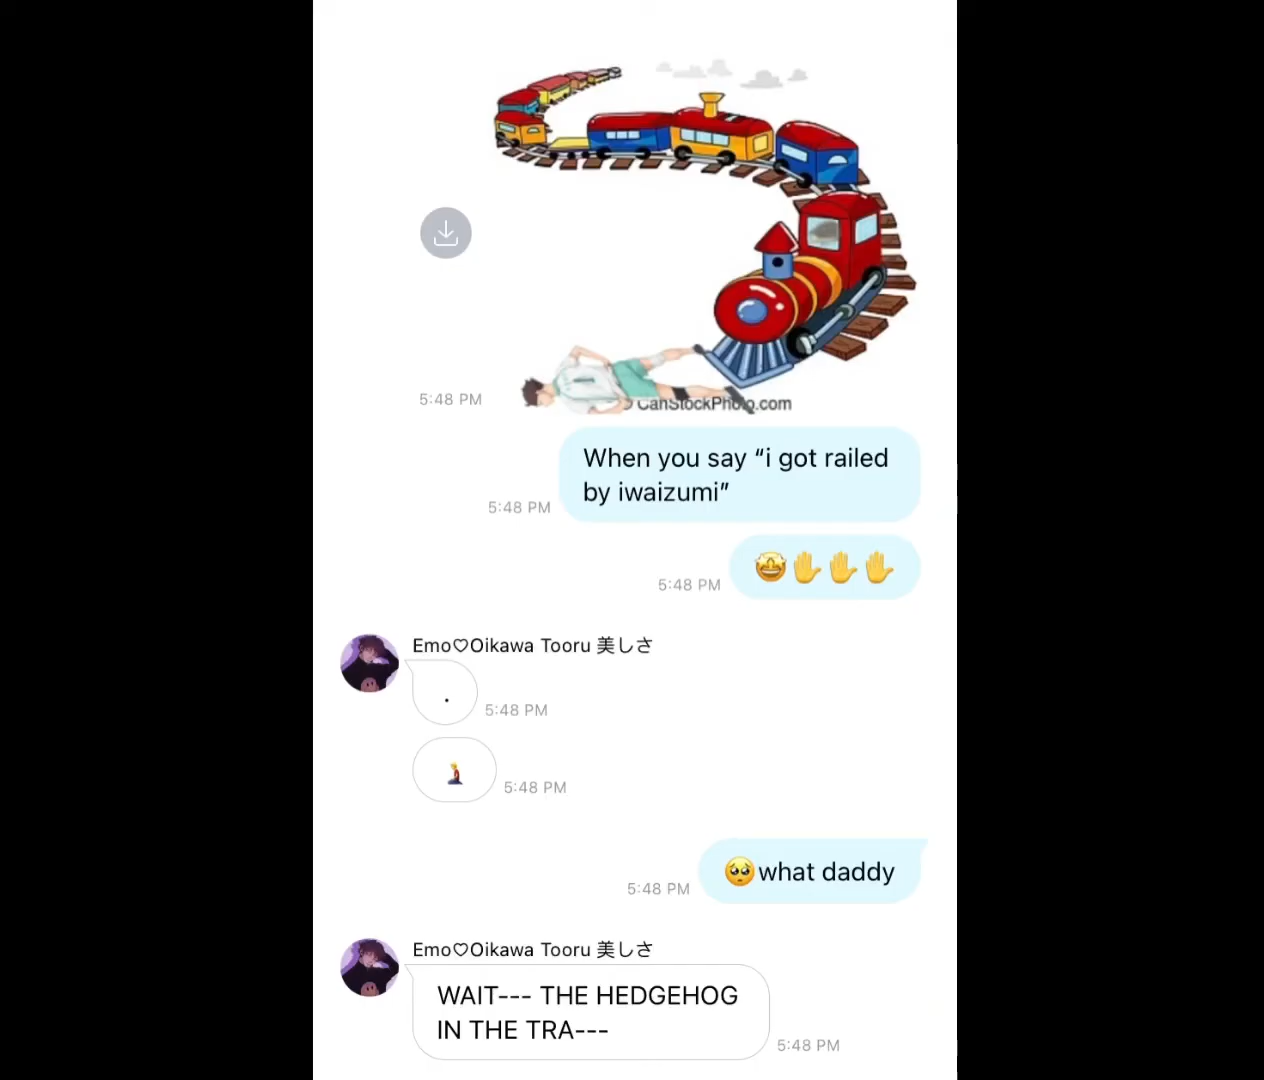 5:48 PM
© CanStockPhoto.com
When you say “i got railed
by iwaizumi”
5:48 PM
🤩✋✋✋
5:48 PM
Emo♡Oikawa Tooru 美しさ
.
5:48 PM
5:48 PM
🥺what daddy
5:48 PM
Emo♡Oikawa Tooru 美しさ
WAIT--- THE HEDGEHOG
IN THE TRA---
5:48 PM